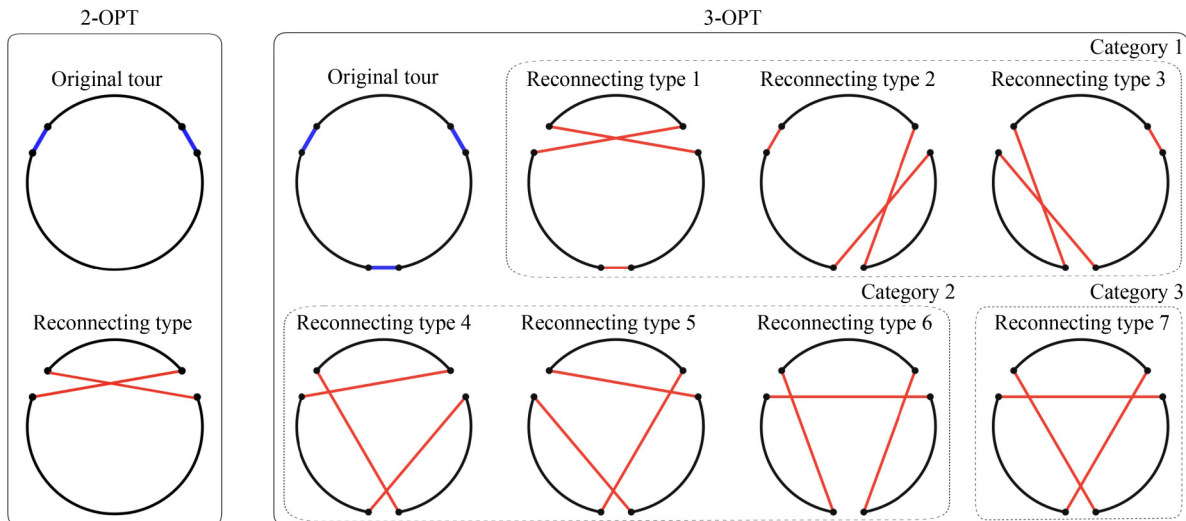 2-OPT
3-OPT
Category 1
Original tour
Original tour
Reconnecting type 1
Reconnecting type 2
Reconnecting type 3
Category 2
Category 3
Reconnecting type
Reconnecting type 4
Reconnecting type 5
Reconnecting type 6
Reconnecting type 7